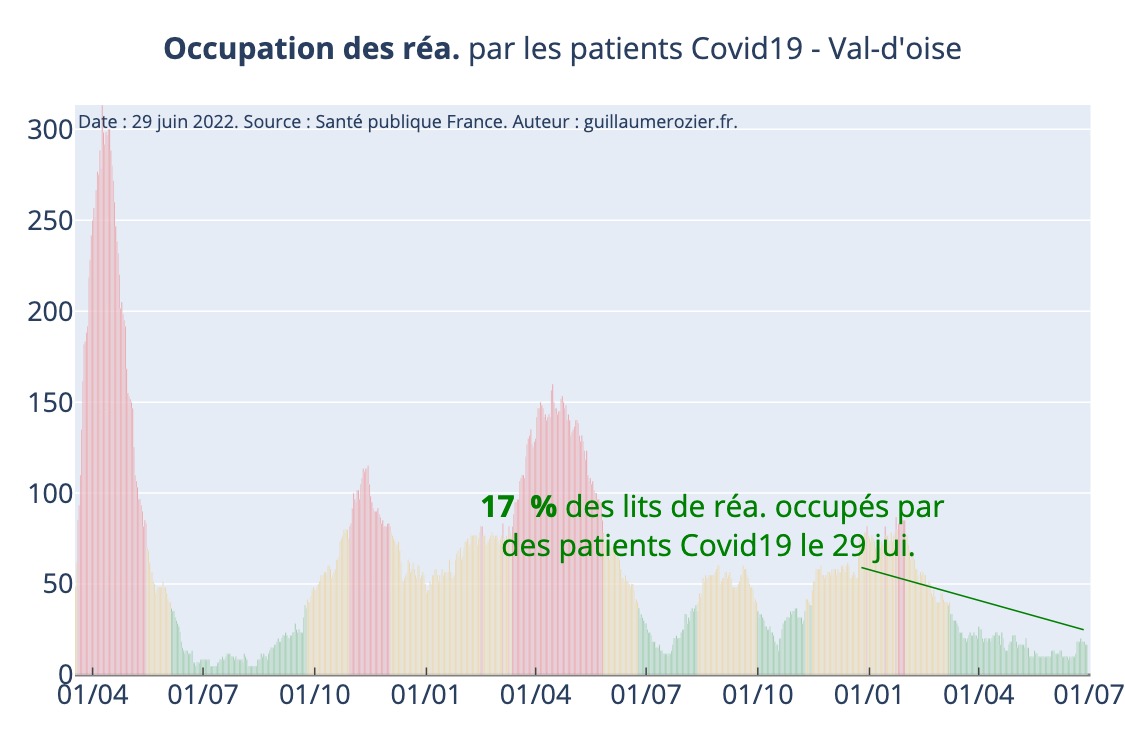 Occupation des réa. par les patients Covid19 - Val-d'oise
Date : 29 juin 2022. Source : Santé publique France. Auteur : guillaumerozier.fr.
300
250
200
150
100
50
0
17 % des lits de réa. occupés par
des patients Covid19 le 29 jui.
01/04 01/07 01/10 01/01 01/04 01/07 01/10 01/01 01/04 01/07